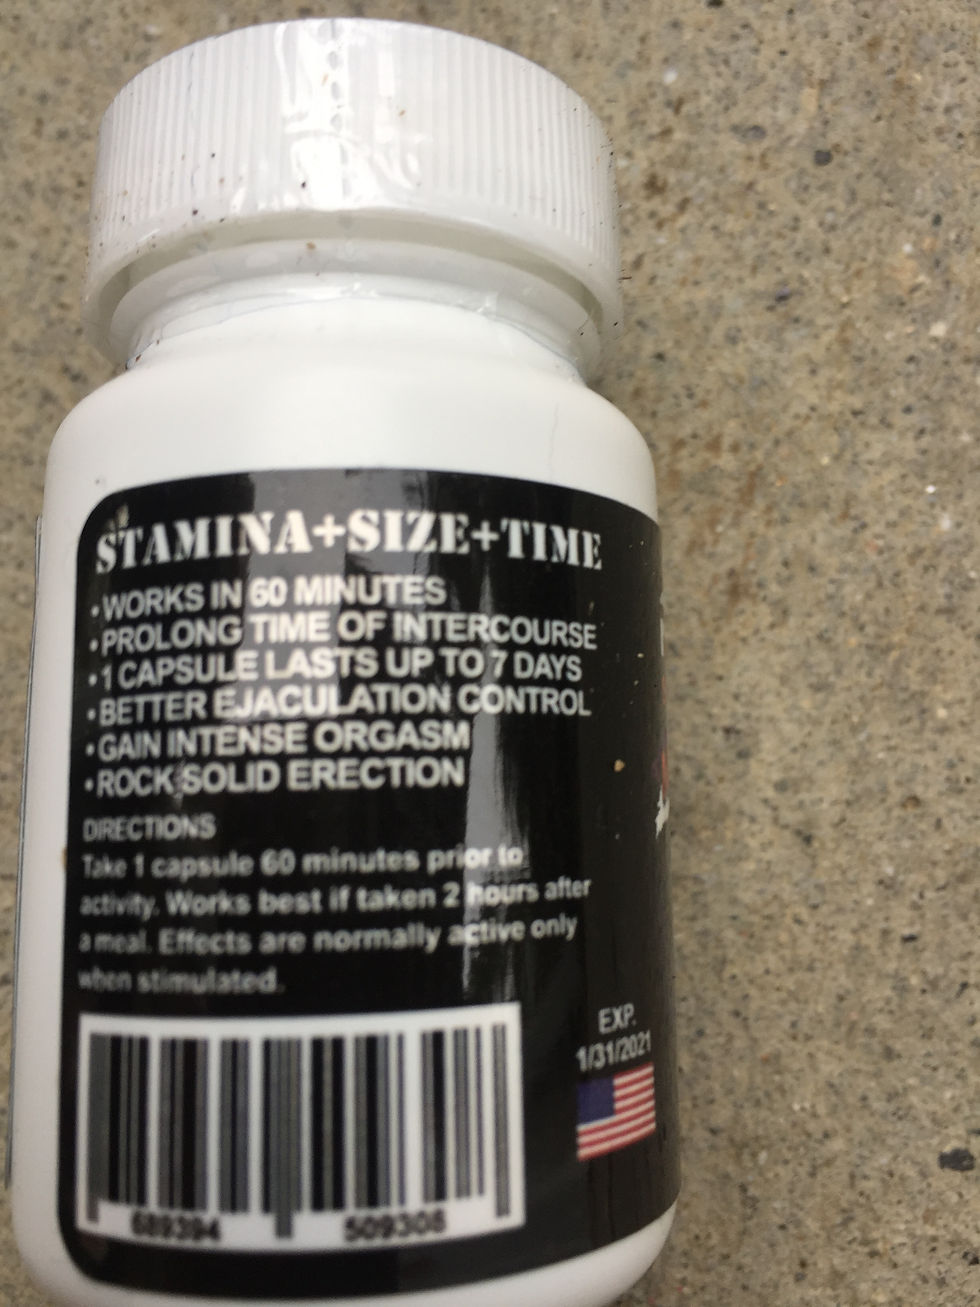 STAMINA+SIZE+TIME
•WORKS IN 60 MINUTES
•PROLONG TIME OF INTERCOURSE
•1 CAPSULE LASTS UP TO 7 DAYS
•BETTER EJACULATION CONTROL
•GAIN INTENSE ORGASM
•ROCK SOLID ERECTION
DIRECTIONS
Take 1 capsule 60 minutes prior to
activity. Works best if taken 2 hours after
a meal. Effects are normally active only
when stimulated.
EXP.
1/31/2021
689394 509306